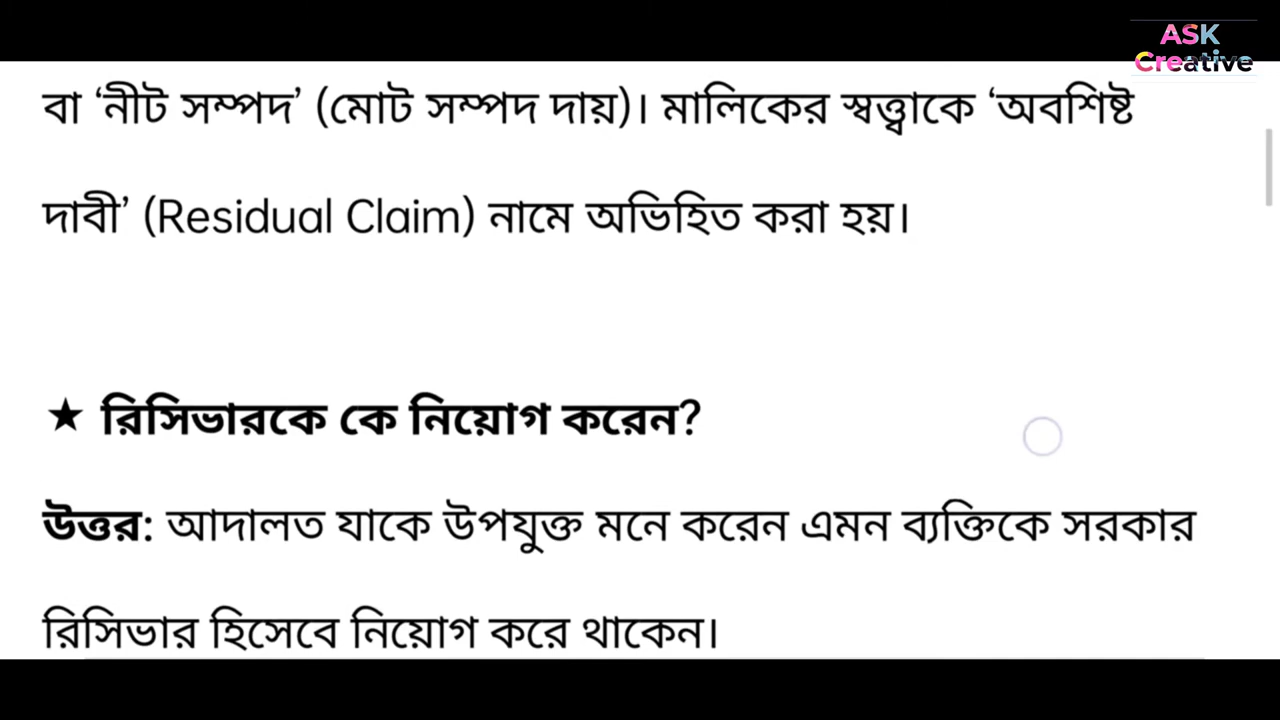 ASK
Creative
বা ‘নীট সম্পদ’ (মোট সম্পদ দায়)। মালিকের স্বত্ত্বাকে ‘অবশিষ্ট
দাবী’ (Residual Claim) নামে অভিহিত করা হয়।
★ রিসিভারকে কে নিয়োগ করেন?
উত্তর: আদালত যাকে উপযুক্ত মনে করেন এমন ব্যক্তিকে সরকার
রিসিভার হিসেবে নিয়োগ করে থাকেন।